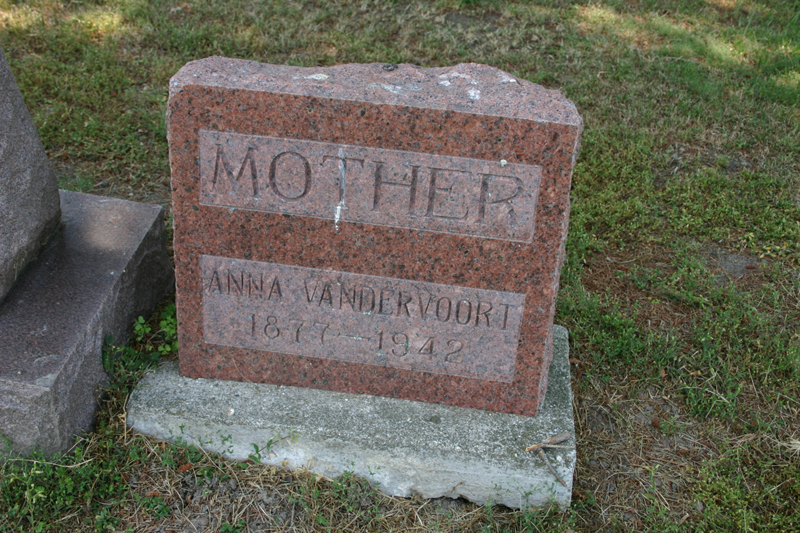 MOTHER
ANNA VANDERVOORT
1877-1942